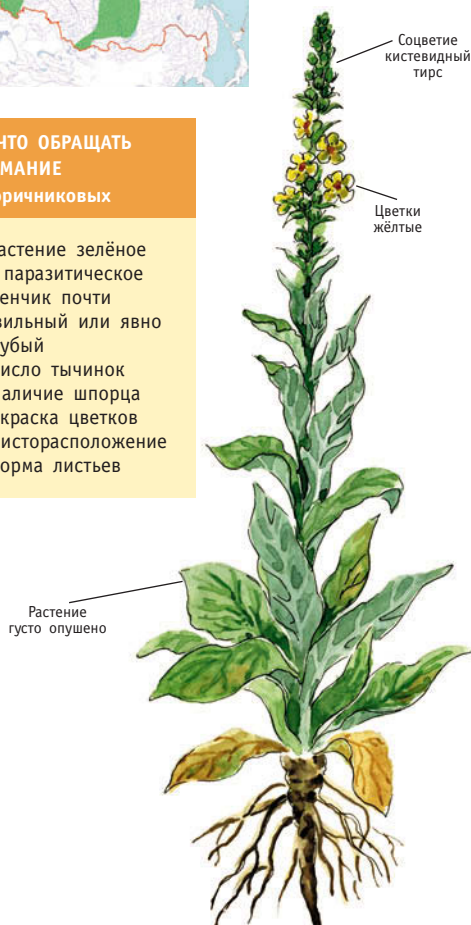 Соцветие
кистевидный
тирс
ЧТО ОБРАЩАТЬ
МАНИЕ
ричниковых
Цветки
жёлтые
астение зелёное
паразитическое
енчик почти
вильный или явно
убый
исло тычинок
аличие шпорца
краска цветков
исторасположение
орма листьев
Растение
густо опушено